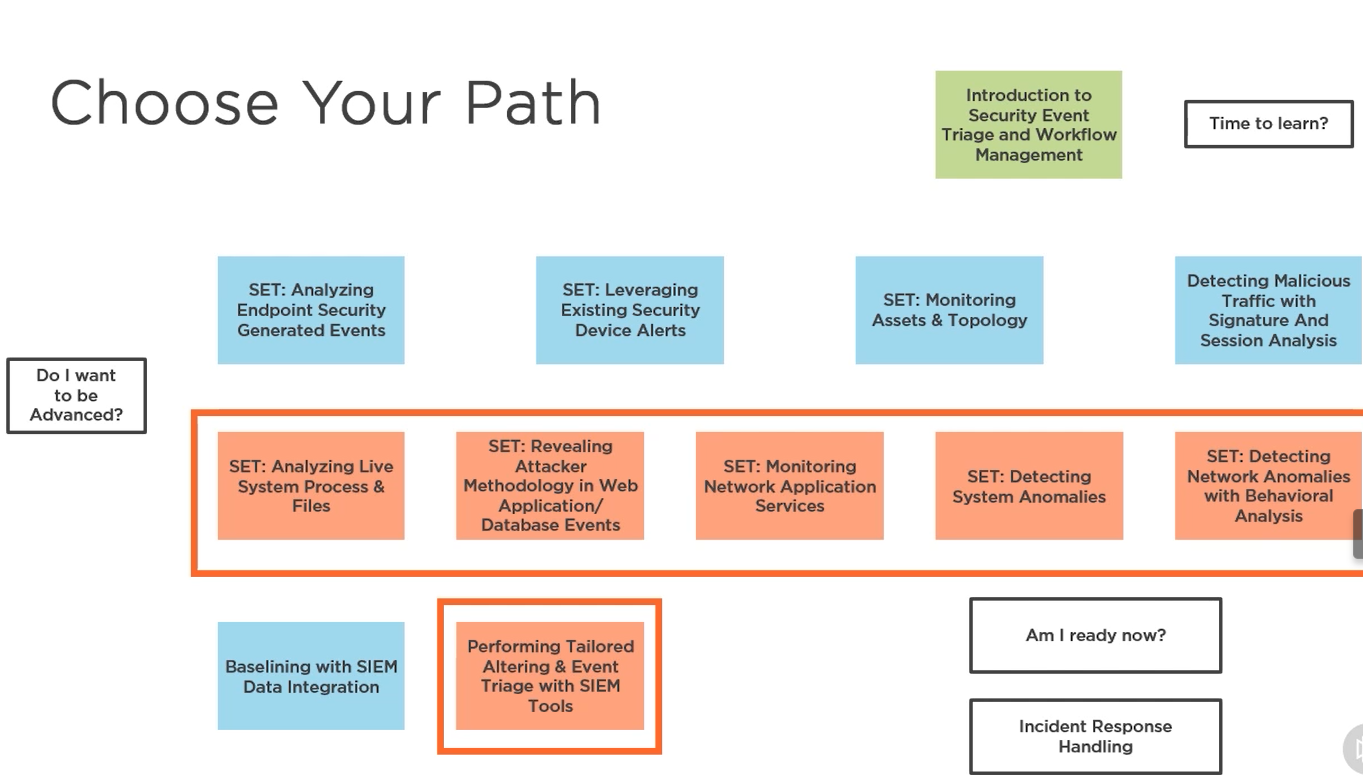 Choose Your Path
Introduction to
Security Event
Triage and Workflow
Management
Time to learn?
SET: Analyzing
Endpoint Security
Generated Events
SET: Leveraging
Existing Security
Device Alerts
SET: Monitoring
Assets & Topology
Detecting Malicious
Traffic with
Signature And
Session Analysis
Do I want
to be
Advanced?
SET: Analyzing Live
System Process &
Files
SET: Revealing
Attacker
Methodology in Web
Application/
Database Events
SET: Monitoring
Network Application
Services
SET: Detecting
System Anomalies
SET: Detecting
Network Anomalies
with Behavioral
Analysis
Baselining with SIEM
Data Integration
Performing Tailored
Altering & Event
Triage with SIEM
Tools
Am I ready now?
Incident Response
Handling